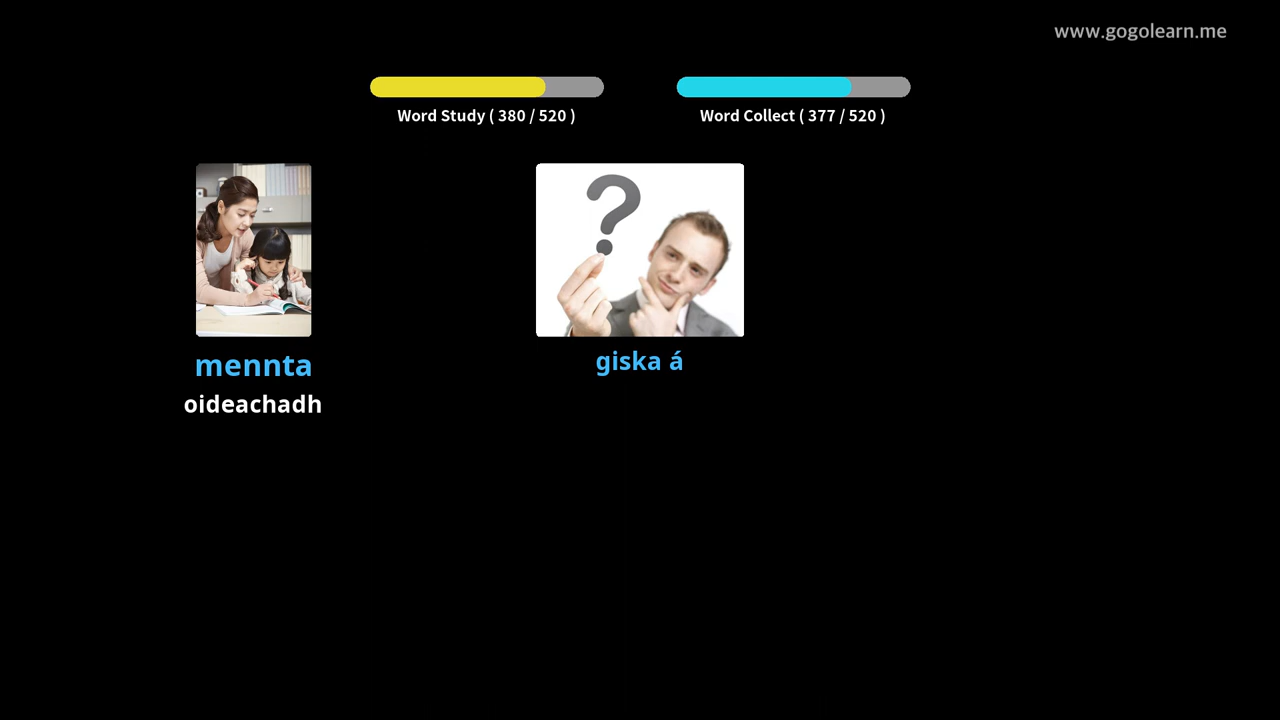 www.gogolearn.me
Word Study ( 380 / 520 )
Word Collect ( 377 / 520 )
mennta
oideachadh
giska á